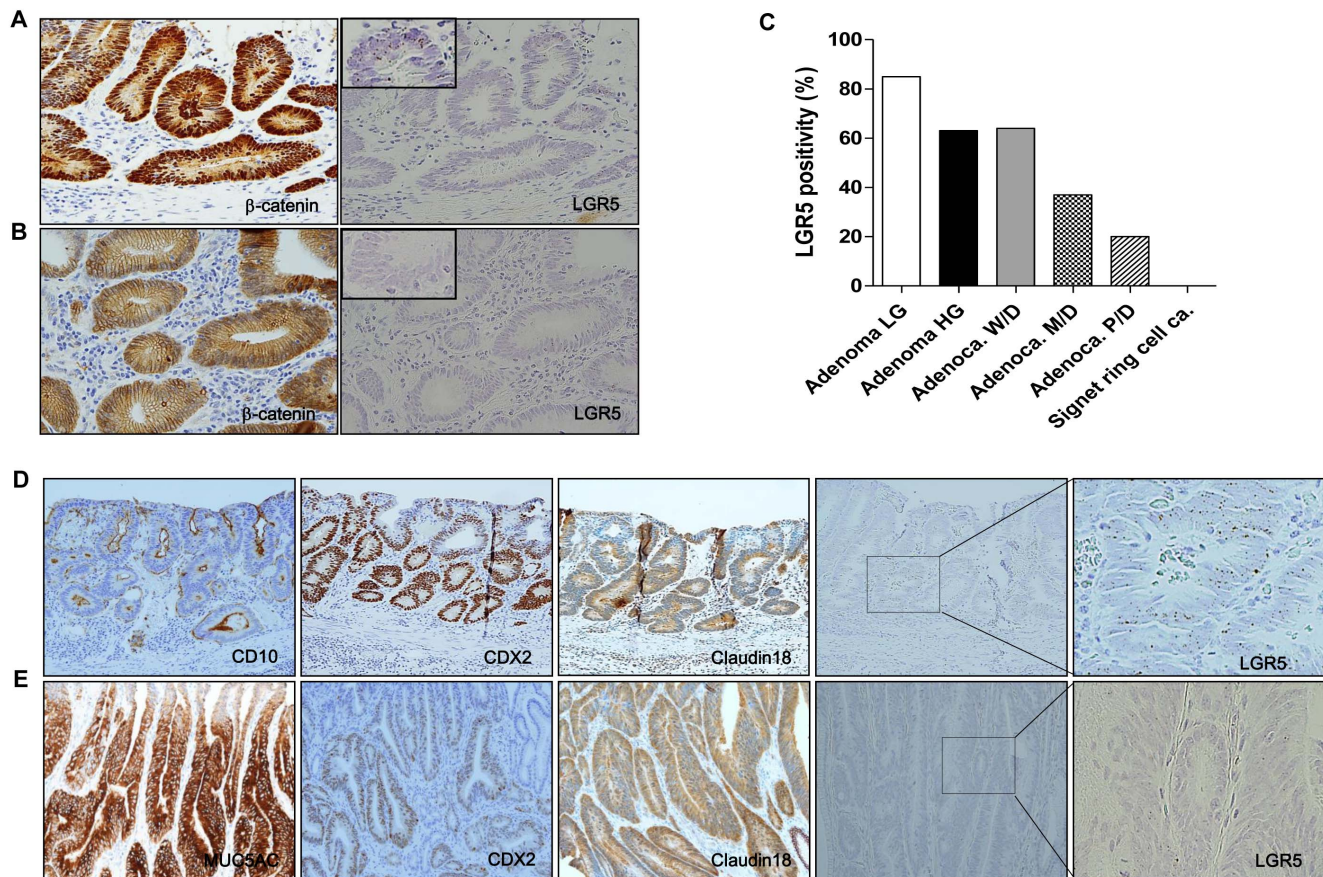 A
β-catenin
LGR5
B
β-catenin
LGR5
C
LGR5 positivity (%)
100
80
60
40
20
0
Adenoma LG
Adenoma HG
Adenoca. W/D
Adenoca. M/D
Adenoca. P/D
Signet ring cell ca.
D
CD10
CDX2
Claudin18
LGR5
E
MUC5AC
CDX2
Claudin18
LGR5